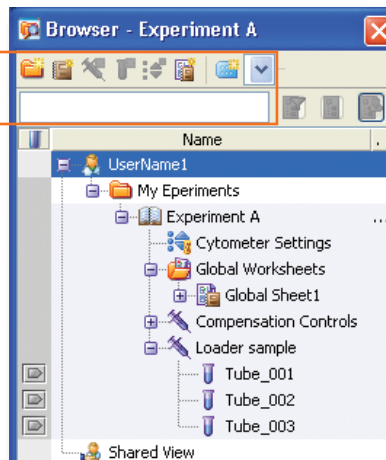 Browser - Experiment A
Name
.
UserName1
My Eperiments
Experiment A
...
Cytometer Settings
Global Worksheets
Global Sheet1
Compensation Controls
Loader sample
Tube_001
Tube_002
Tube_003
Shared View